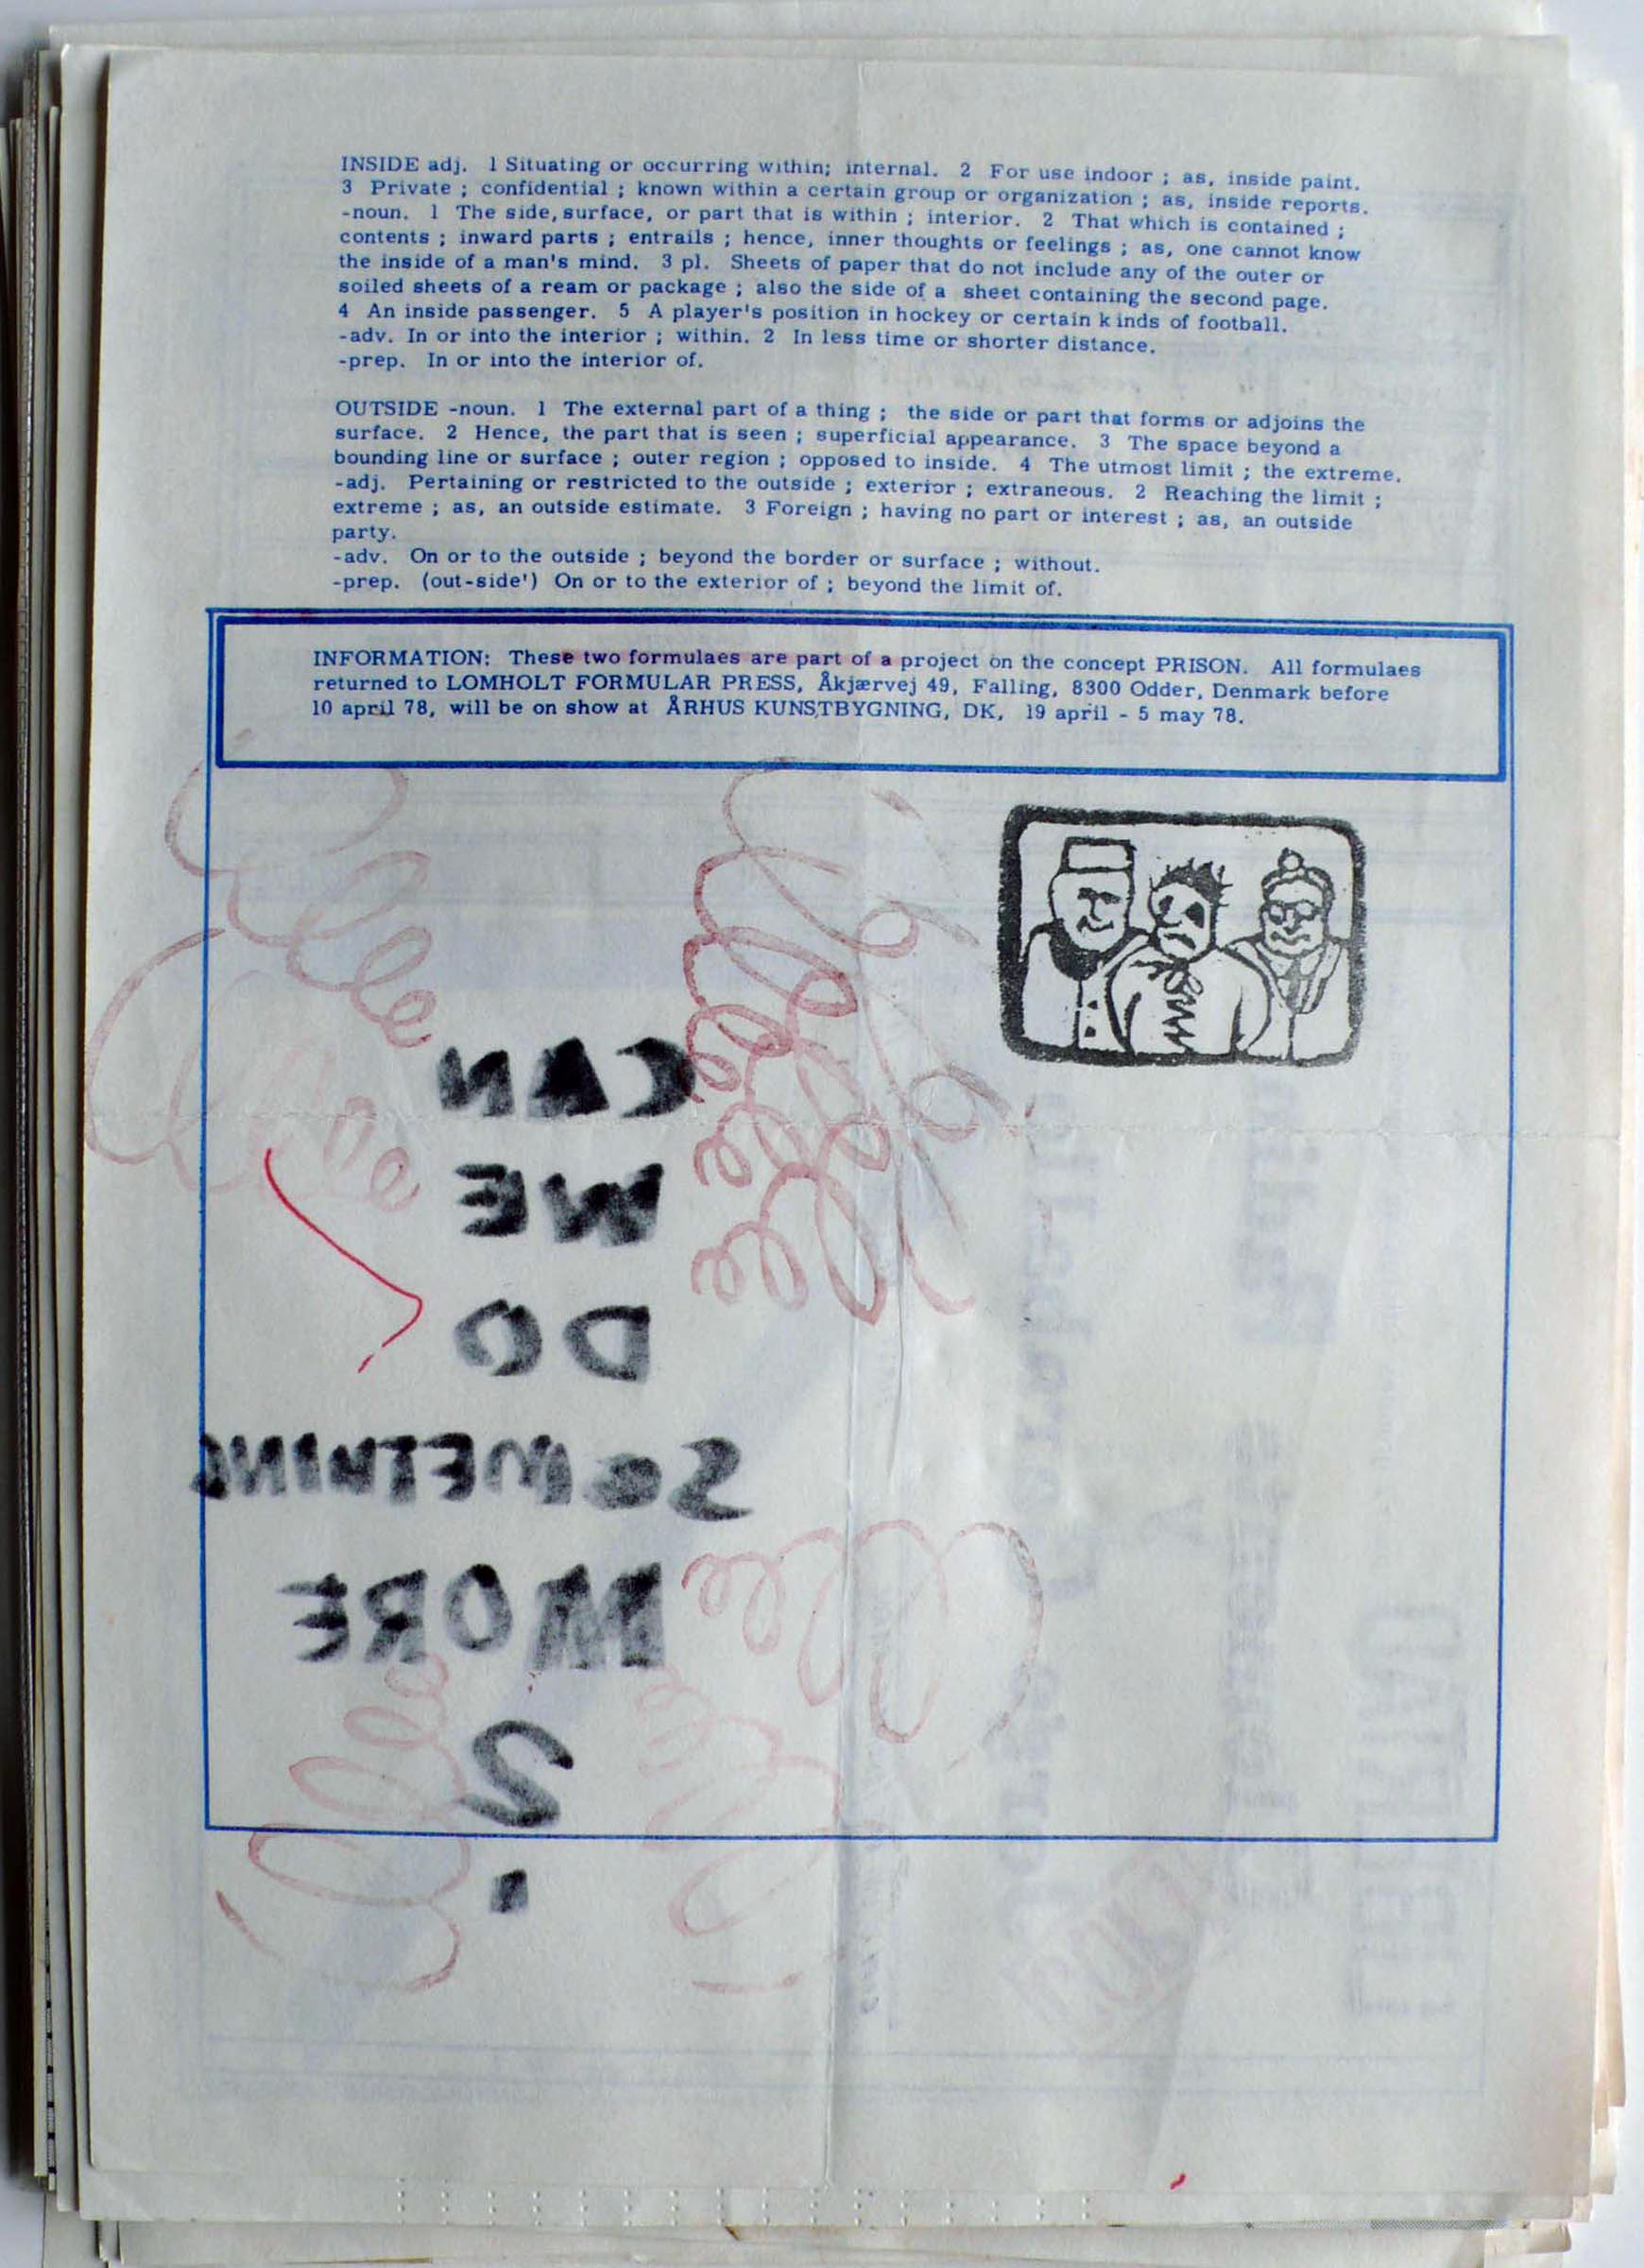 INSIDE adj. 1 Situating or occurring within; internal. 2 For use indoor ; as, inside paint.
3 Private ; confidential ; known within a certain group or organization ; as, inside reports.
-noun. 1 The side, surface, or part that is within ; interior. 2 That which is contained ;
contents ; inward parts ; entrails ; hence, inner thoughts or feelings ; as, one cannot know
the inside of a man's mind. 3 pl. Sheets of paper that do not include any of the outer or
soiled sheets of a ream or package ; also the side of a sheet containing the second page.
4 An inside passenger. 5 A player's position in hockey or certain kinds of football.
-adv. In or into the interior ; within. 2 In less time or shorter distance.
-prep. In or into the interior of.
OUTSIDE -noun. 1 The external part of a thing ; the side or part that forms or adjoins the
surface. 2 Hence, the part that is seen ; superficial appearance. 3 The space beyond a
bounding line or surface ; outer region ; opposed to inside. 4 The utmost limit ; the extreme.
-adj. Pertaining or restricted to the outside ; exterior ; extraneous. 2 Reaching the limit ;
extreme ; as, an outside estimate. 3 Foreign ; having no part or interest ; as, an outside
party.
-adv. On or to the outside ; beyond the border or surface ; without.
-prep. (out-side') On or to the exterior of ; beyond the limit of.
INFORMATION: These two formulaes are part of a project on the concept PRISON. All formulaes
returned to LOMHOLT FORMULAR PRESS, Åkjærvej 49, Falling, 8300 Odder, Denmark before
10 april 78, will be on show at ÅRHUS KUNSTBYGNING, DK, 19 april - 5 may 78.
CAN
ME
DO
MORE
?